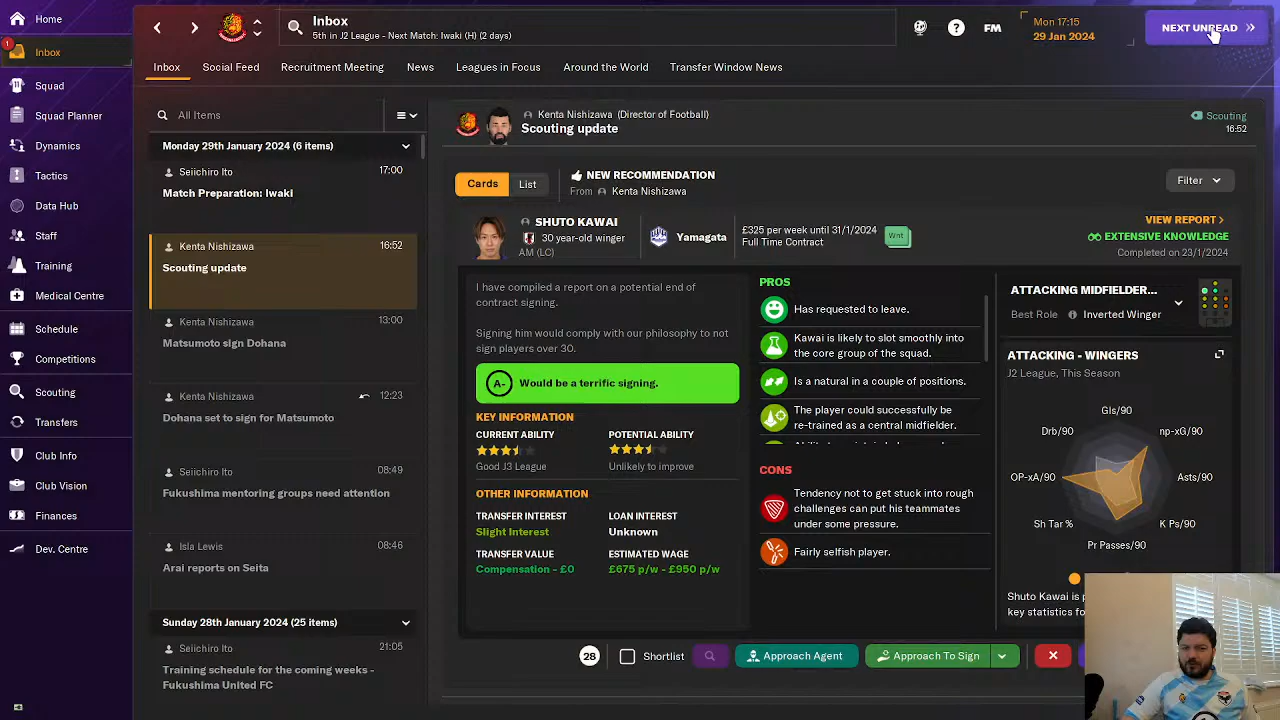 Home
Inbox
5th in J2 League - Next Match: Iwaki (H) (2 days)
?
FM
Mon 17:15
29 Jan 2024
NEXT UNREAD
1
Inbox
Squad
Squad Planner
Dynamics
Tactics
Data Hub
Staff
Training
Medical Centre
Schedule
Competitions
Scouting
Transfers
Club Info
Club Vision
Finances
Dev. Centre
Inbox
Social Feed
Recruitment Meeting
News
Leagues in Focus
Around the World
Transfer Window News
All Items
Monday 29th January 2024 (6 items)
Seiichiro Ito
17:00
Match Preparation: Iwaki
Kenta Nishizawa
16:52
Scouting update
Kenta Nishizawa
13:00
Matsumoto sign Dohana
Kenta Nishizawa
12:23
Dohana set to sign for Matsumoto
Seiichiro Ito
08:49
Fukushima mentoring groups need attention
Isla Lewis
08:46
Arai reports on Seita
Sunday 28th January 2024 (25 items)
Seiichiro Ito
21:05
Training schedule for the coming weeks -
Fukushima United FC
Kenta Nishizawa (Director of Football)
Scouting update
Scouting
16:52
Cards
List
NEW RECOMMENDATION
From Kenta Nishizawa
Filter
SHUTO KAWAI
30 year-old winger
AM (LC)
Yamagata
£325 per week until 31/1/2024
Full Time Contract
Wnt
VIEW REPORT >
EXTENSIVE KNOWLEDGE
Completed on 23/1/2024
I have compiled a report on a potential end of
contract signing.
Signing him would comply with our philosophy to not
sign players over 30.
A-
Would be a terrific signing.
KEY INFORMATION
CURRENT ABILITY
POTENTIAL ABILITY
Good J3 League
Unlikely to improve
OTHER INFORMATION
TRANSFER INTEREST
LOAN INTEREST
Slight Interest
Unknown
TRANSFER VALUE
ESTIMATED WAGE
Compensation - £0
£675 p/w - £950 p/w
PROS
Has requested to leave.
Kawai is likely to slot smoothly into
the core group of the squad.
Is a natural in a couple of positions.
The player could successfully be
re-trained as a central midfielder.
CONS
Tendency not to get stuck into rough
challenges can put his teammates
under some pressure.
Fairly selfish player.
ATTACKING MIDFIELDER...
Best Role
Inverted Winger
ATTACKING - WINGERS
J2 League, This Season
Gls/90
Drb/90
np-xG/90
OP-xA/90
Asts/90
Sh Tar %
K Ps/90
Pr Passes/90
Shuto Kawai is p
key statistics fo
28
Shortlist
Approach Agent
Approach To Sign